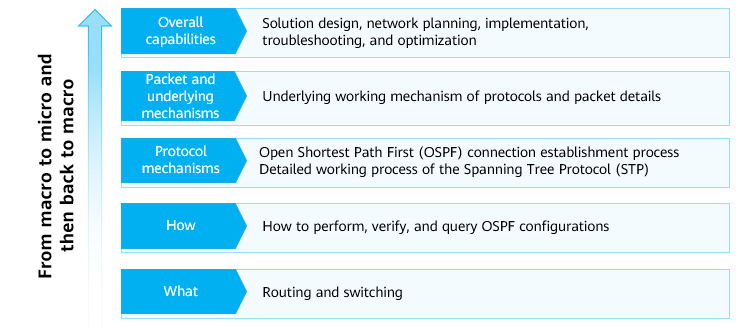 From macro to micro and
then back to macro
Overall
capabilities
Solution design, network planning, implementation,
troubleshooting, and optimization
Packet and
underlying
mechanisms
Underlying working mechanism of protocols and packet details
Protocol
mechanisms
Open Shortest Path First (OSPF) connection establishment process
Detailed working process of the Spanning Tree Protocol (STP)
How
How to perform, verify, and query OSPF configurations
What
Routing and switching